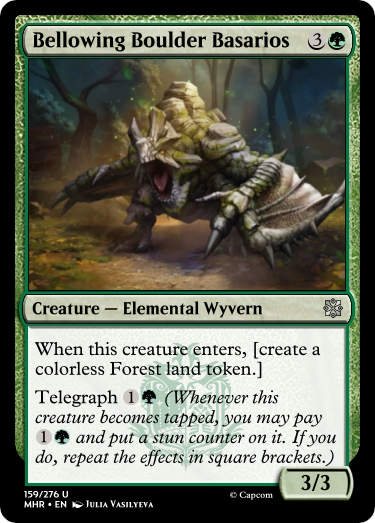 Bellowing Boulder Basarios 3
Creature — Elemental Wyvern
When this creature enters, [create a
colorless Forest land token.]
Telegraph 1 (Whenever this
creature becomes tapped, you may pay
1 and put a stun counter on it. If you
do, repeat the effects in square brackets.)
3/3
159/276 U
MHR • EN Julia Vasilyeva
© Capcom